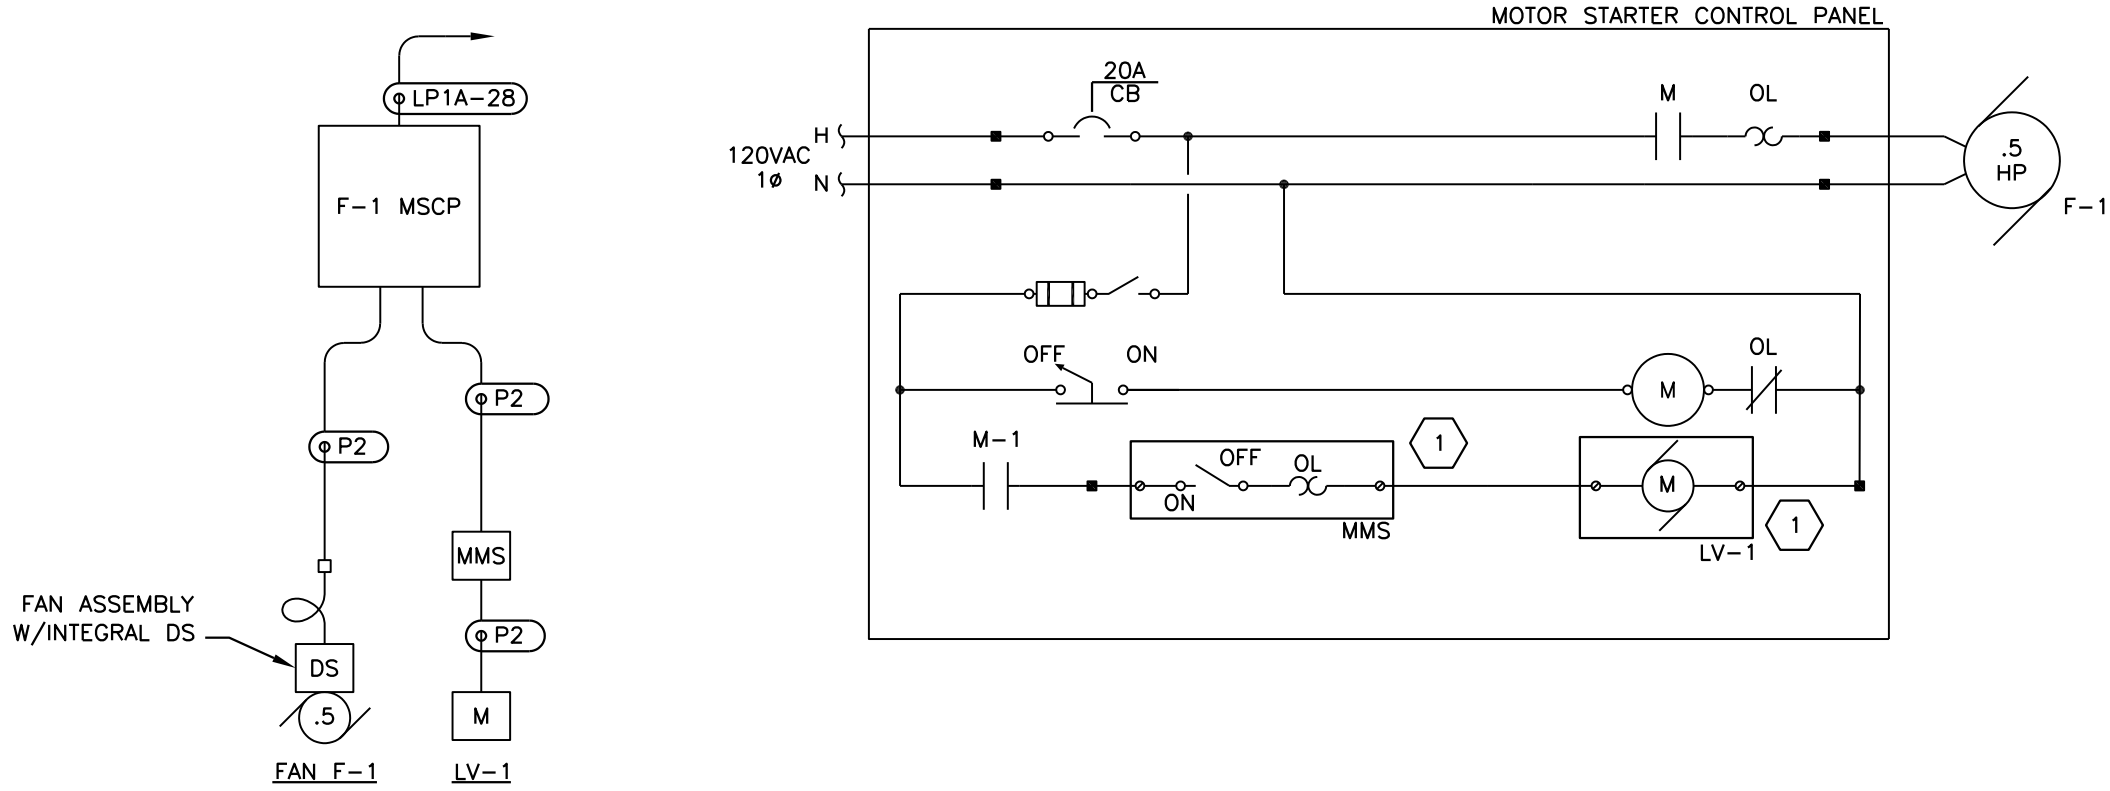 MOTOR STARTER CONTROL PANEL
LP1A-28
F-1 MSCP
P2
P2
MMS
P2
FAN ASSEMBLY
W/INTEGRAL DS
DS
.5
M
FAN F-1
LV-1
20A
CB
M
OL
H
120VAC
1ø
N
.5
HP
F-1
OFF
ON
OL
M
M-1
1
OFF
OL
ON
MMS
M
1
LV-1